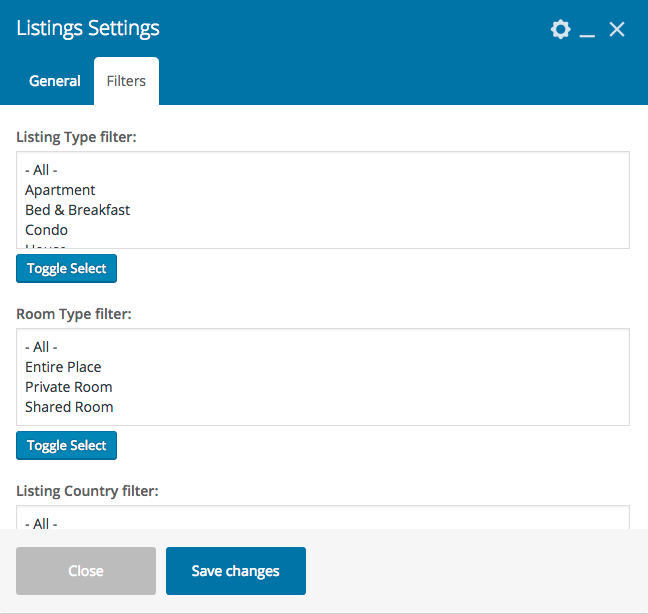 Listings Settings
General
Filters
Listing Type filter:
- All -
Apartment
Bed & Breakfast
Condo
Toggle Select
Room Type filter:
- All -
Entire Place
Private Room
Shared Room
Toggle Select
Listing Country filter:
- All -
Close
Save changes